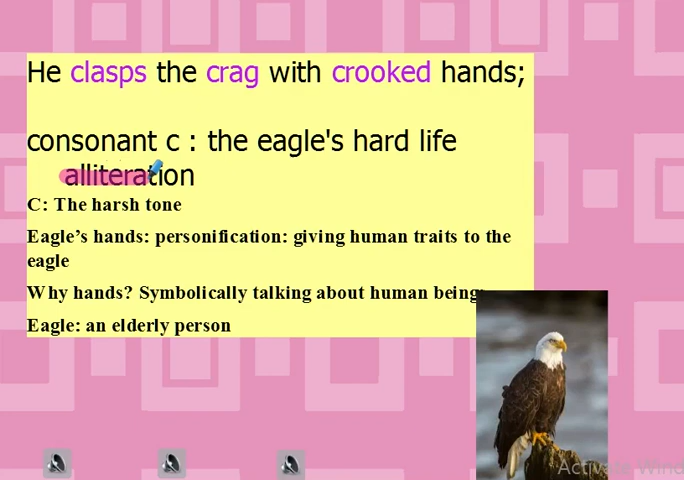 He clasps the crag with crooked hands;
consonant c : the eagle's hard life
alliteration
C: The harsh tone
Eagle's hands: personification: giving human traits to the
eagle
Why hands? Symbolically talking about human being
Eagle: an elderly person
Activate Wind